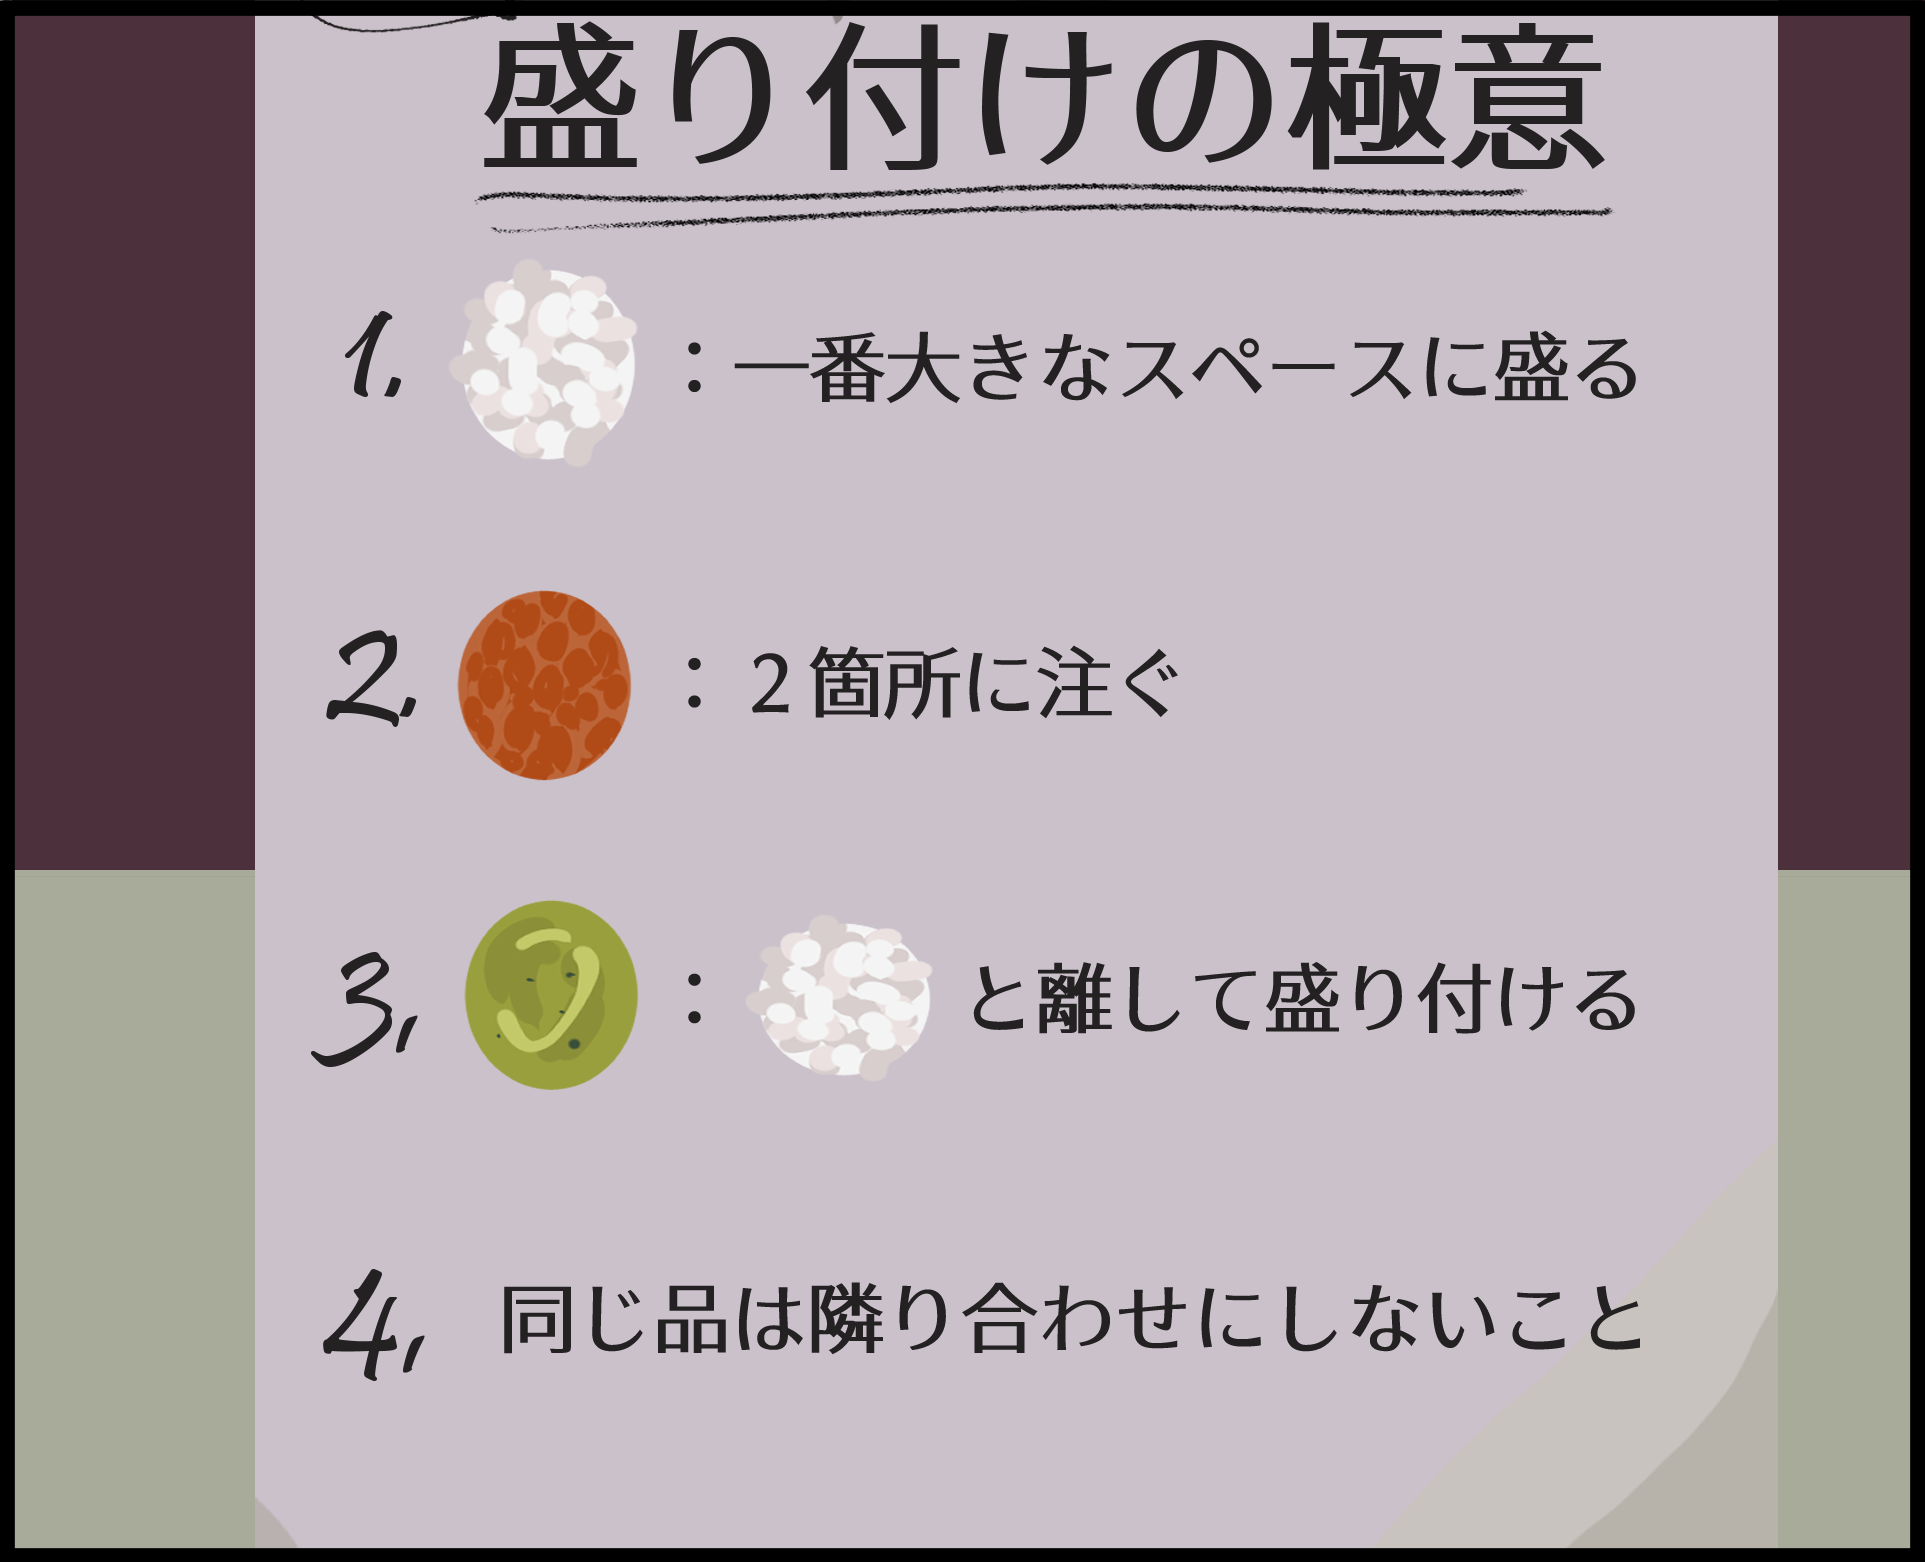 盛り付けの極意
1. ：一番大きなスペースに盛る
2. ：2箇所に注ぐ
3. ： と離して盛り付ける
4. 同じ品は隣り合わせにしないこと